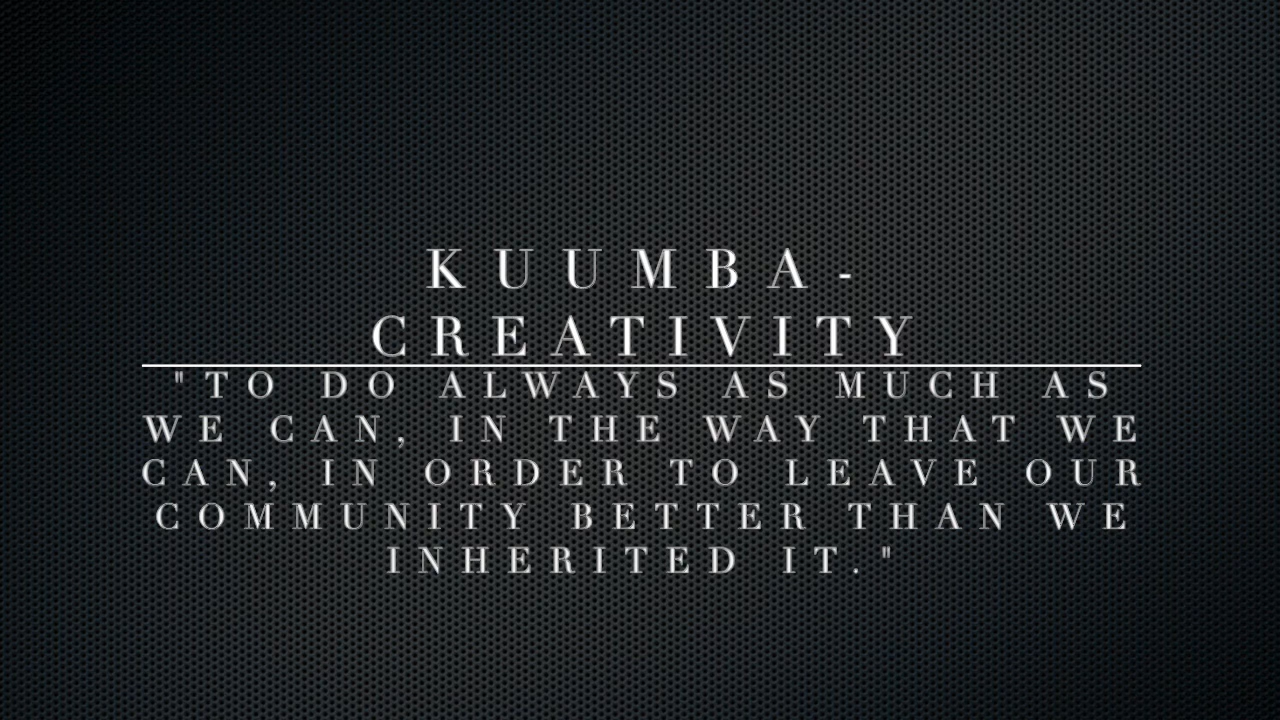 KUUMBA-
CREATIVITY
"TO DO ALWAYS AS MUCH AS
WE CAN, IN THE WAY THAT WE
CAN, IN ORDER TO LEAVE OUR
COMMUNITY BETTER THAN WE
INHERITED IT."